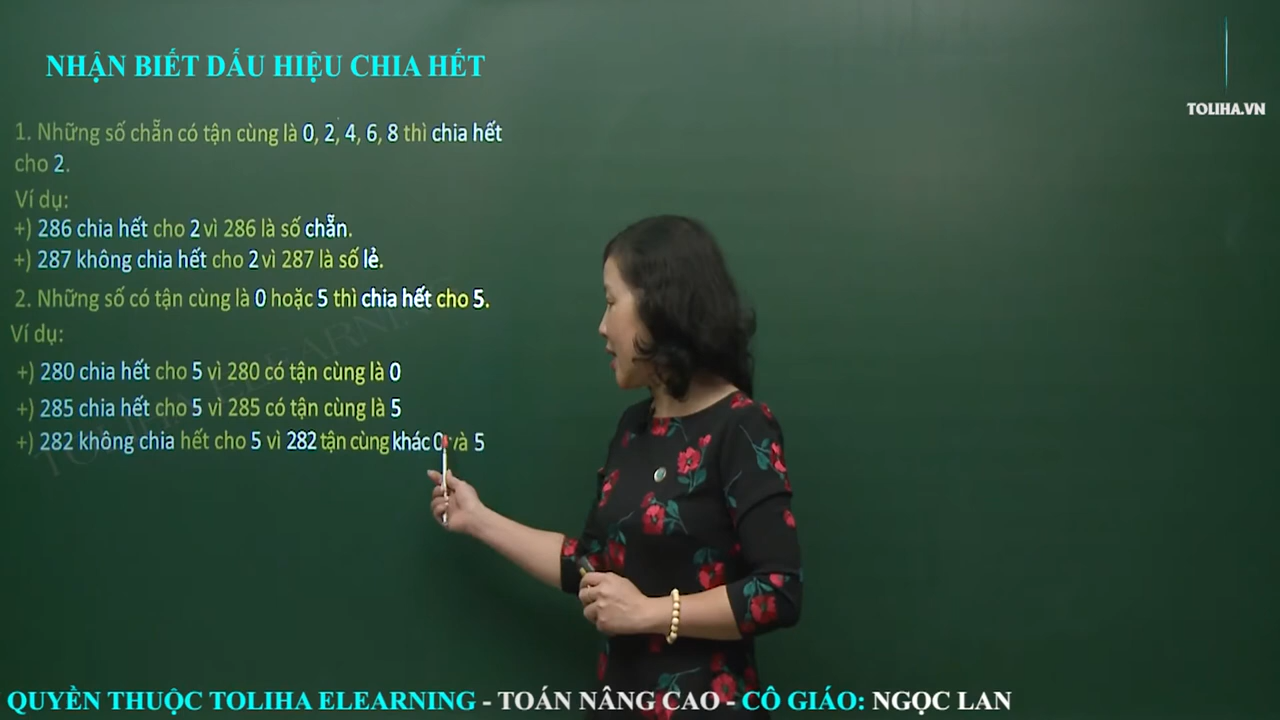 NHẬN BIẾT DẤU HIỆU CHIA HẾT
TOLIHA.VN
1. Những số chẵn có tận cùng là 0, 2, 4, 6, 8 thì chia hết
cho 2.
Ví dụ:
+) 286 chia hết cho 2 vì 286 là số chẵn.
+) 287 không chia hết cho 2 vì 287 là số lẻ.
2. Những số có tận cùng là 0 hoặc 5 thì chia hết cho 5.
Ví dụ:
+) 280 chia hết cho 5 vì 280 có tận cùng là 0
+) 285 chia hết cho 5 vì 285 có tận cùng là 5
+) 282 không chia hết cho 5 vì 282 tận cùng khác 0 và 5
TOLIHA ELEARNING
QUYỀN THUỘC TOLIHA ELEARNING - TOÁN NÂNG CAO - CÔ GIÁO: NGỌC LAN